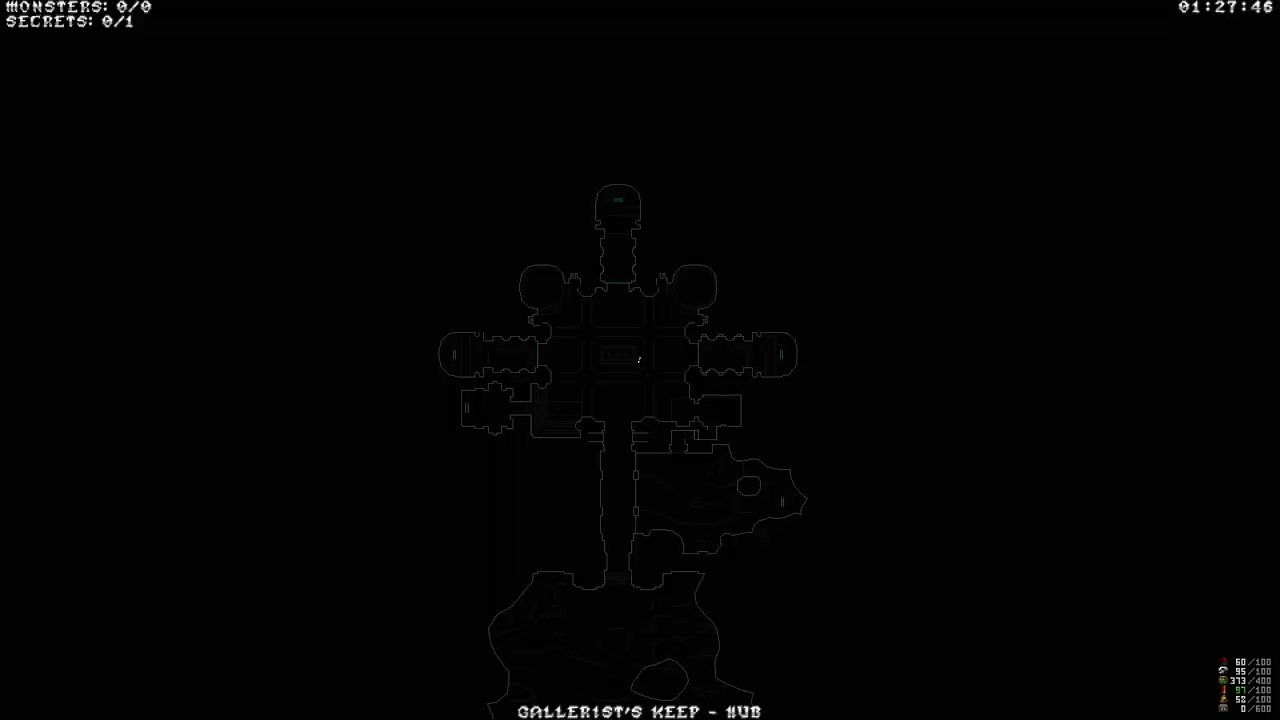 MONSTERS: 0/0
SECRETS: 0/1
01:27:46
60/100
95/100
373/400
97/100
58/100
0/600
GALLERIST'S KEEP - HUB